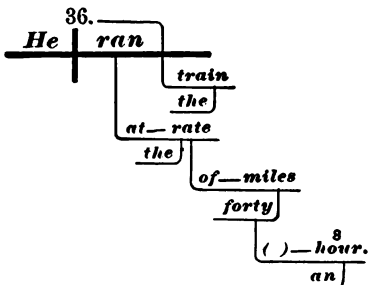 36.
He ran
train
the
at rate
the
of miles
forty
8
( ) hour.
an